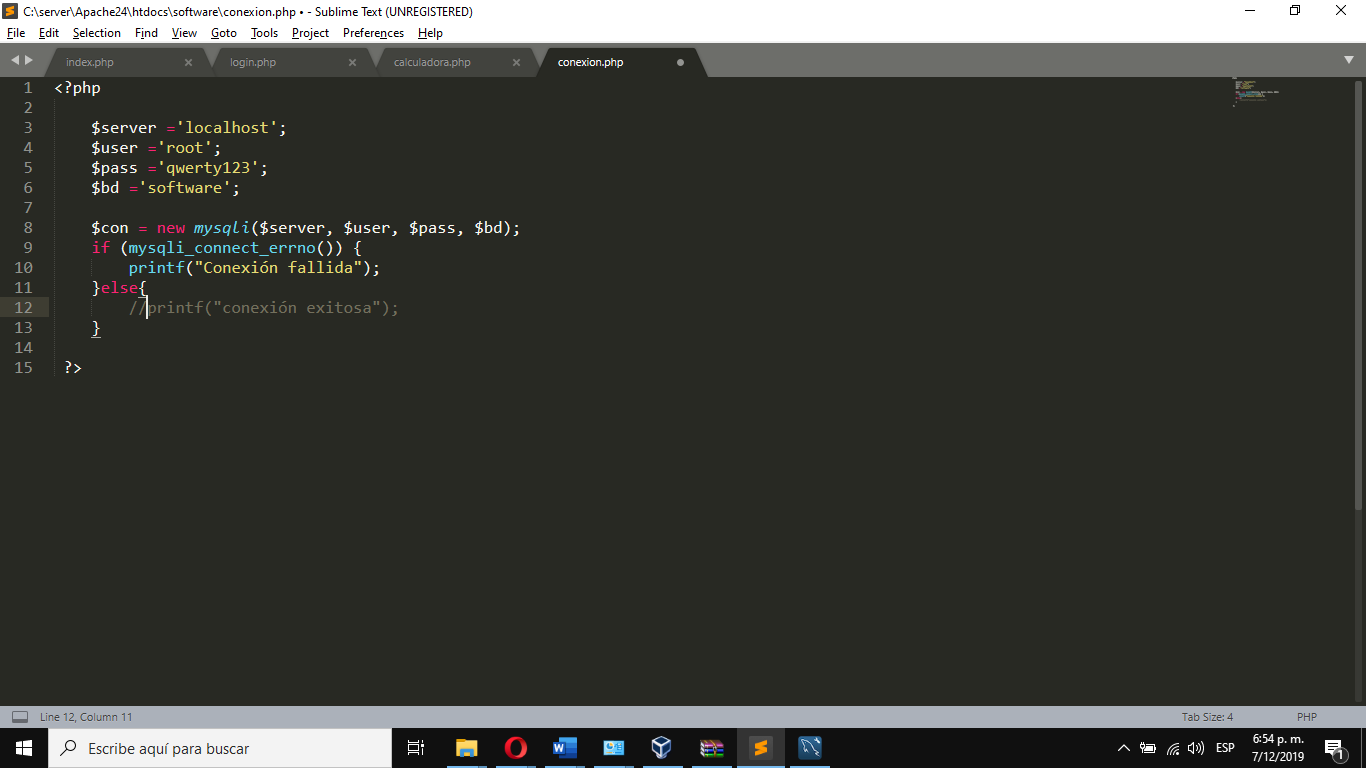 C:\server\Apache24\htdocs\software\conexion.php • - Sublime Text (UNREGISTERED)
File Edit Selection Find View Goto Tools Project Preferences Help
index.php login.php calculadora.php conexion.php
1 <?php
2
3 $server ='localhost';
4 $user ='root';
5 $pass ='qwerty123';
6 $bd ='software';
7
8 $con = new mysqli($server, $user, $pass, $bd);
9 if (mysqli_connect_errno()) {
10 printf("Conexión fallida");
11 }else{
12 //printf("conexión exitosa");
13 }
14
15 ?>
Line 12, Column 11 Tab Size: 4 PHP
Escribe aquí para buscar
ESP
6:54 p. m.
7/12/2019
1